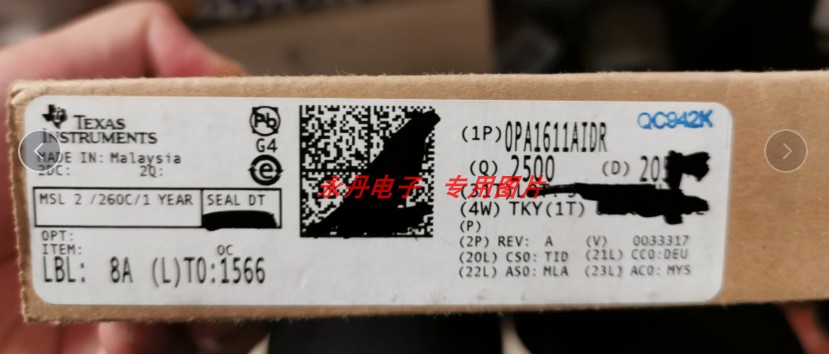 TEXAS
INSTRUMENTS
MADE IN: Malaysia
2DC: 2Q:
Pb
G4
e
MSL 2 /260C/1 YEAR
SEAL DT
OPT:
ITEM: OC
LBL: 8A (L)TO:1566
QC942K
(1P) OPA1611AIDR
(Q) 2500 (D) 20
永丹电子 专用图片
(4W) TKY(1T)
(P)
(2P) REV: A (V) 0033317
(20L) CSO: TID (21L) CCO:DEU
(22L) ASO: MLA (23L) ACO: MYS